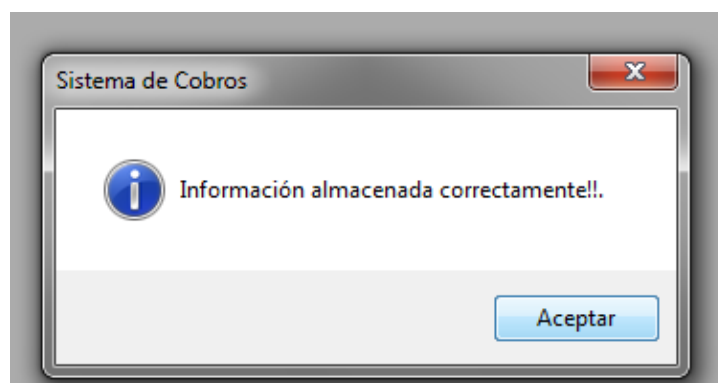 Sistema de Cobros
Información almacenada correctamente!!.
Aceptar